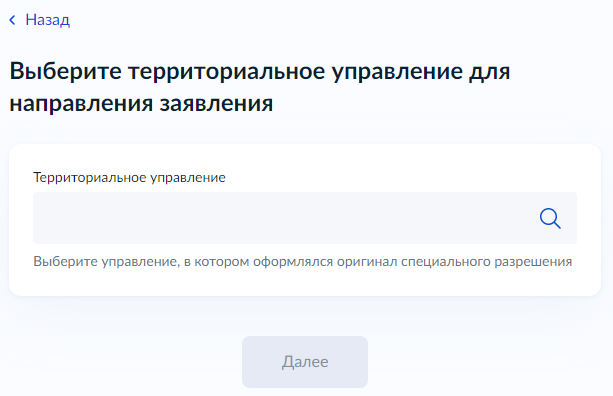 Назад
Выберите территориальное управление для
направления заявления
Территориальное управление
Выберите управление, в котором оформлялся оригинал специального разрешения
Далее